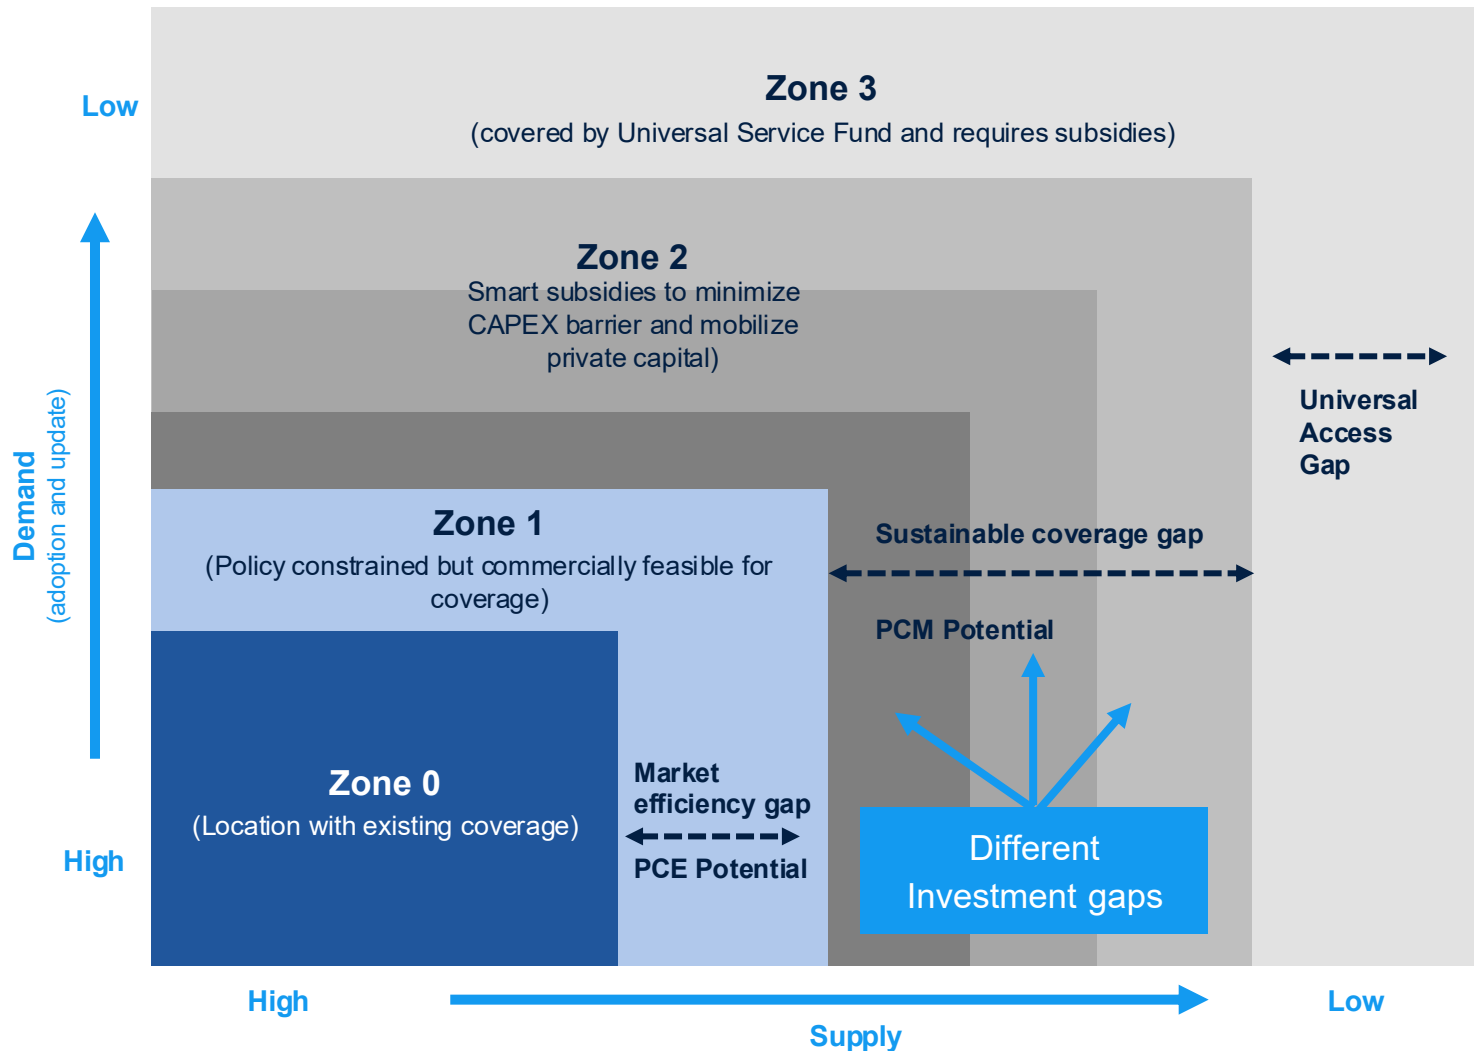 Zone 3
(covered by Universal Service Fund and requires subsidies)
Low
Zone 2
Smart subsidies to minimize
CAPEX barrier and mobilize
private capital)
Universal
Access
Gap
Demand
(adoption and update)
Zone 1
(Policy constrained but commercially feasible for
coverage)
Sustainable coverage gap
PCM Potential
Zone 0
(Location with existing coverage)
Market
efficiency gap
PCE Potential
Different
Investment gaps
High
High
Low
Supply